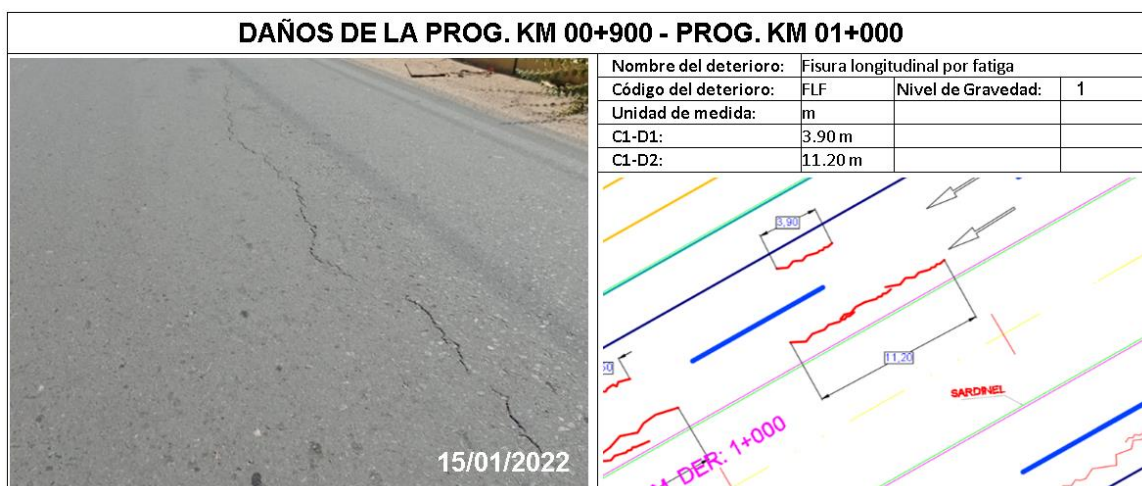 DAÑOS DE LA PROG. KM 00+900 - PROG. KM 01+000
Nombre del deterioro: Fisura longitudinal por fatiga
Código del deterioro: FLF Nivel de Gravedad: 1
Unidad de medida: m
C1-D1: 3.90 m
C1-D2: 11.20 m
15/01/2022
3,90
11,20
SARDINEL
DER: 1+000